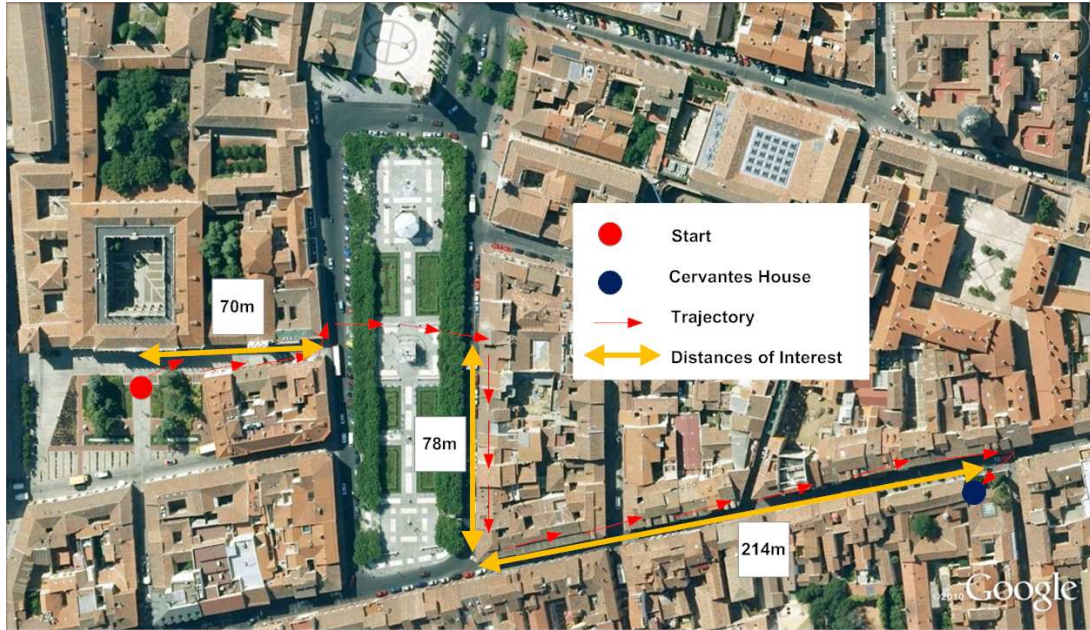 70m
Start
Cervantes House
Trajectory
Distances of Interest
78m
214m
©2010 Google